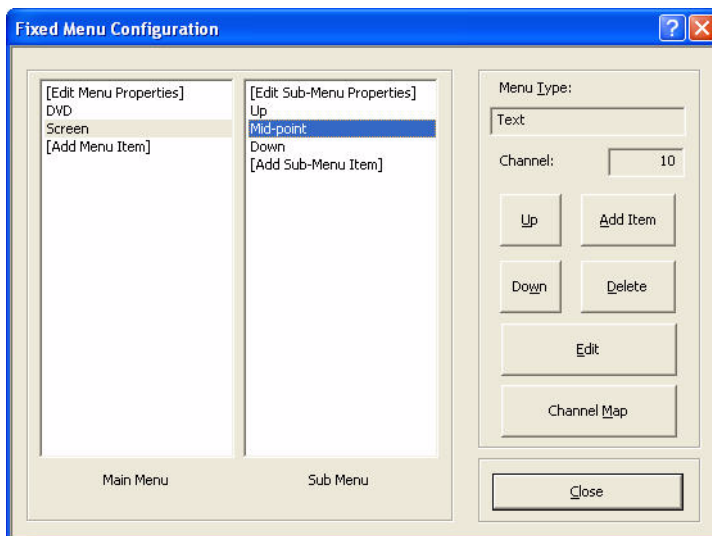 Fixed Menu Configuration
[Edit Menu Properties]
DVD
Screen
[Add Menu Item]
Main Menu
[Edit Sub-Menu Properties]
Up
Mid-point
Down
[Add Sub-Menu Item]
Sub Menu
Menu Type:
Text
Channel: 10
Up
Add Item
Down
Delete
Edit
Channel Map
Close